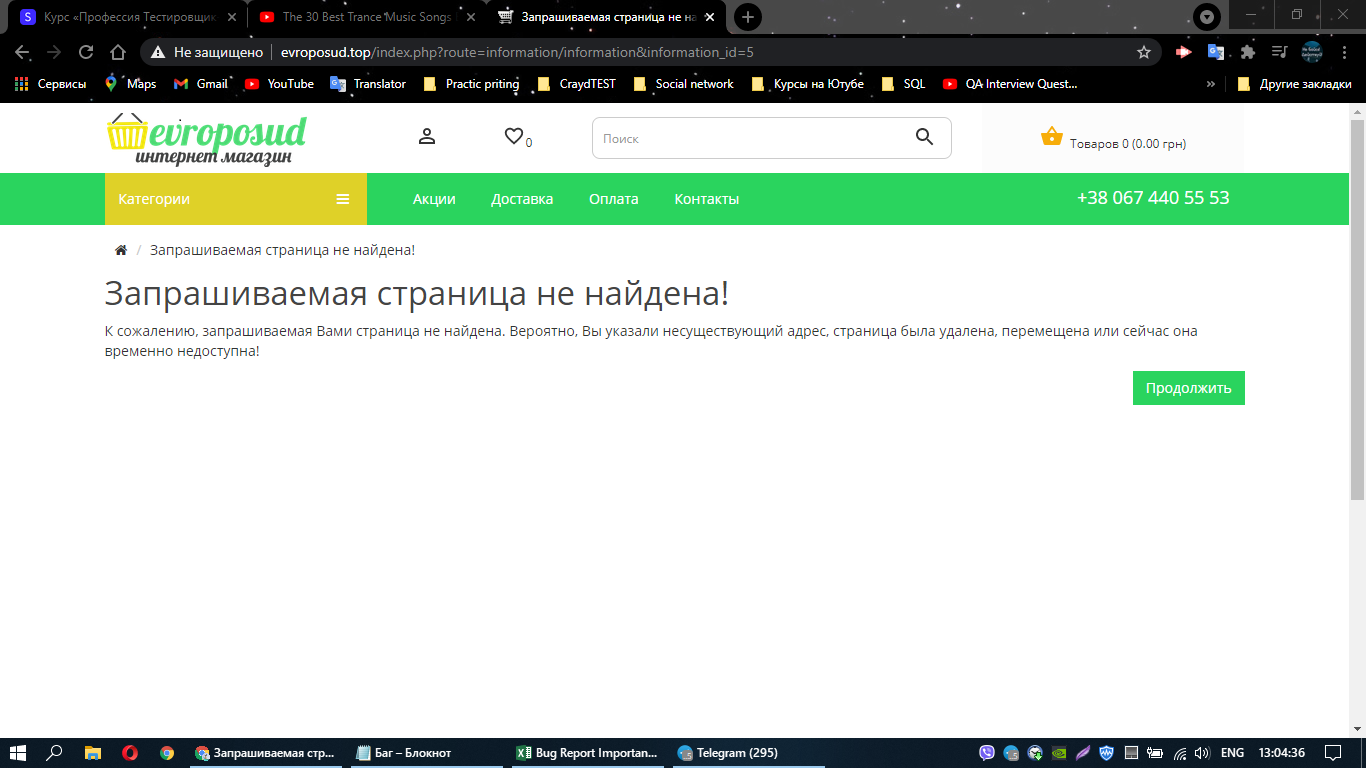 S Курс «Профессия Тестировщик
The 30 Best Trance Music Songs
Запрашиваемая страница не на
Не защищено
evroposud.top/index.php?route=information/information&information_id=5
Сервисы
Maps
Gmail
YouTube
Translator
Practic priting
CraydTEST
Social network
Курсы на Ютубе
SQL
QA Interview Quest...
»
Другие закладки
evroposud
интернет магазин
0
Поиск
Товаров 0 (0.00 грн)
Категории
Акции
Доставка
Оплата
Контакты
+38 067 440 55 53
/ Запрашиваемая страница не найдена!
Запрашиваемая страница не найдена!
К сожалению, запрашиваемая Вами страница не найдена. Вероятно, Вы указали несуществующий адрес, страница была удалена, перемещена или сейчас она
временно недоступна!
Продолжить
Запрашиваемая стр...
Баг – Блокнот
Bug Report Importan...
Telegram (295)
ENG
13:04:36